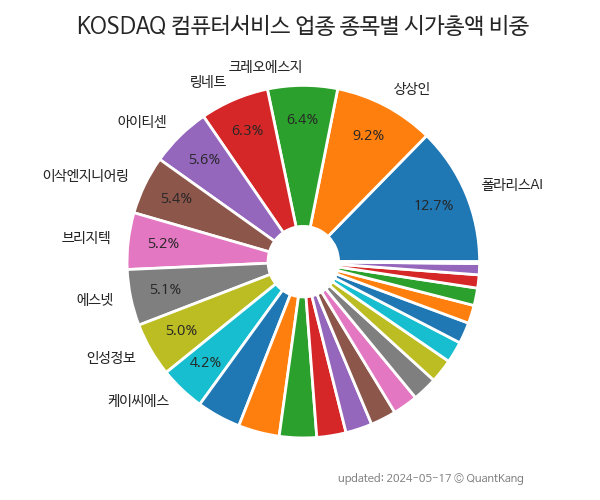 KOSDAQ 컴퓨터서비스 업종 종목별 시가총액 비중
크레오에스지
링네트
상상인
아이티센
이삭엔지니어링
폴라리스AI
브리지텍
에스넷
인성정보
케이씨에스
6.4%
6.3%
9.2%
5.6%
5.4%
12.7%
5.2%
5.1%
5.0%
4.2%
updated: 2024-05-17 © QuantKang